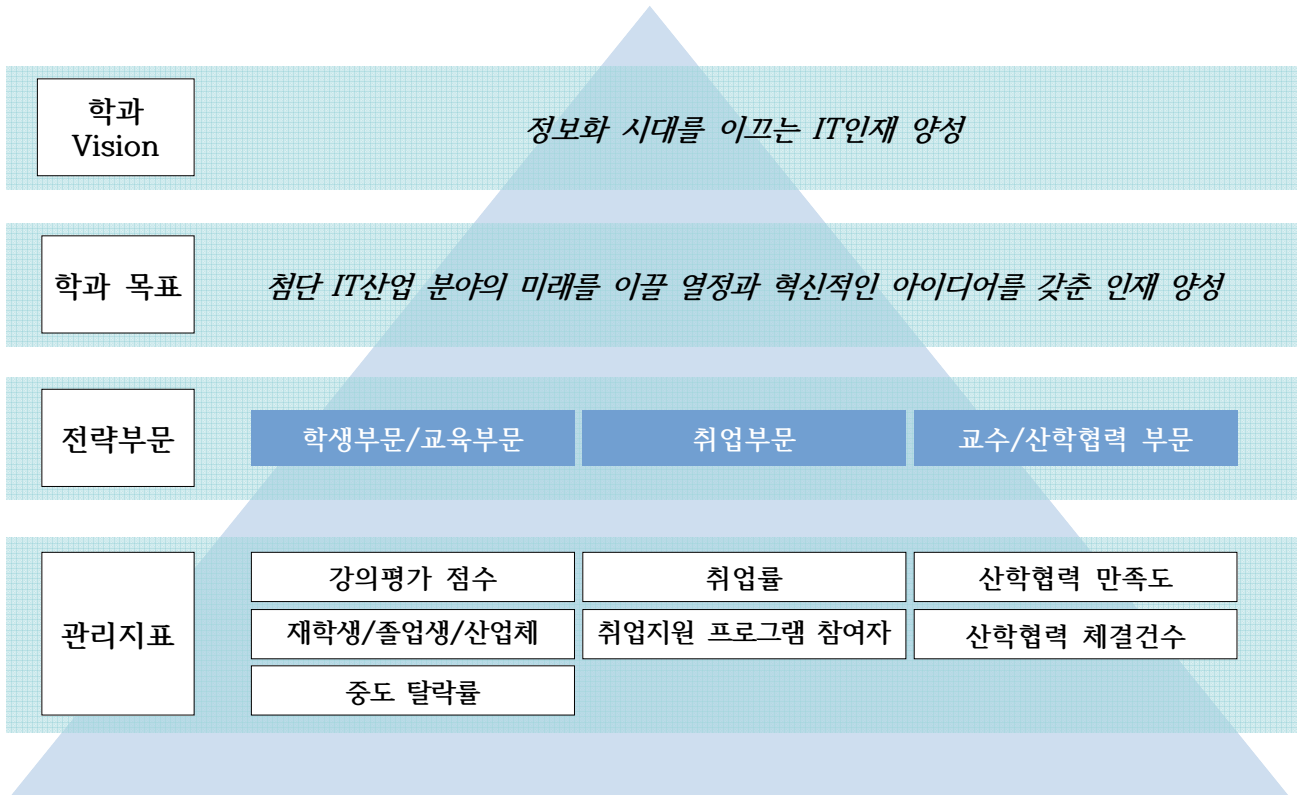 학과
Vision
정보화 시대를 이끄는 IT인재 양성
학과 목표
첨단 IT산업 분야의 미래를 이끌 열정과 혁신적인 아이디어를 갖춘 인재 양성
전략부문
학생부문/교육부문
취업부문
교수/산학협력 부문
관리지표
강의평가 점수
취업률
산학협력 만족도
재학생/졸업생/산업체
취업지원 프로그램 참여자
산학협력 체결건수
중도 탈락률